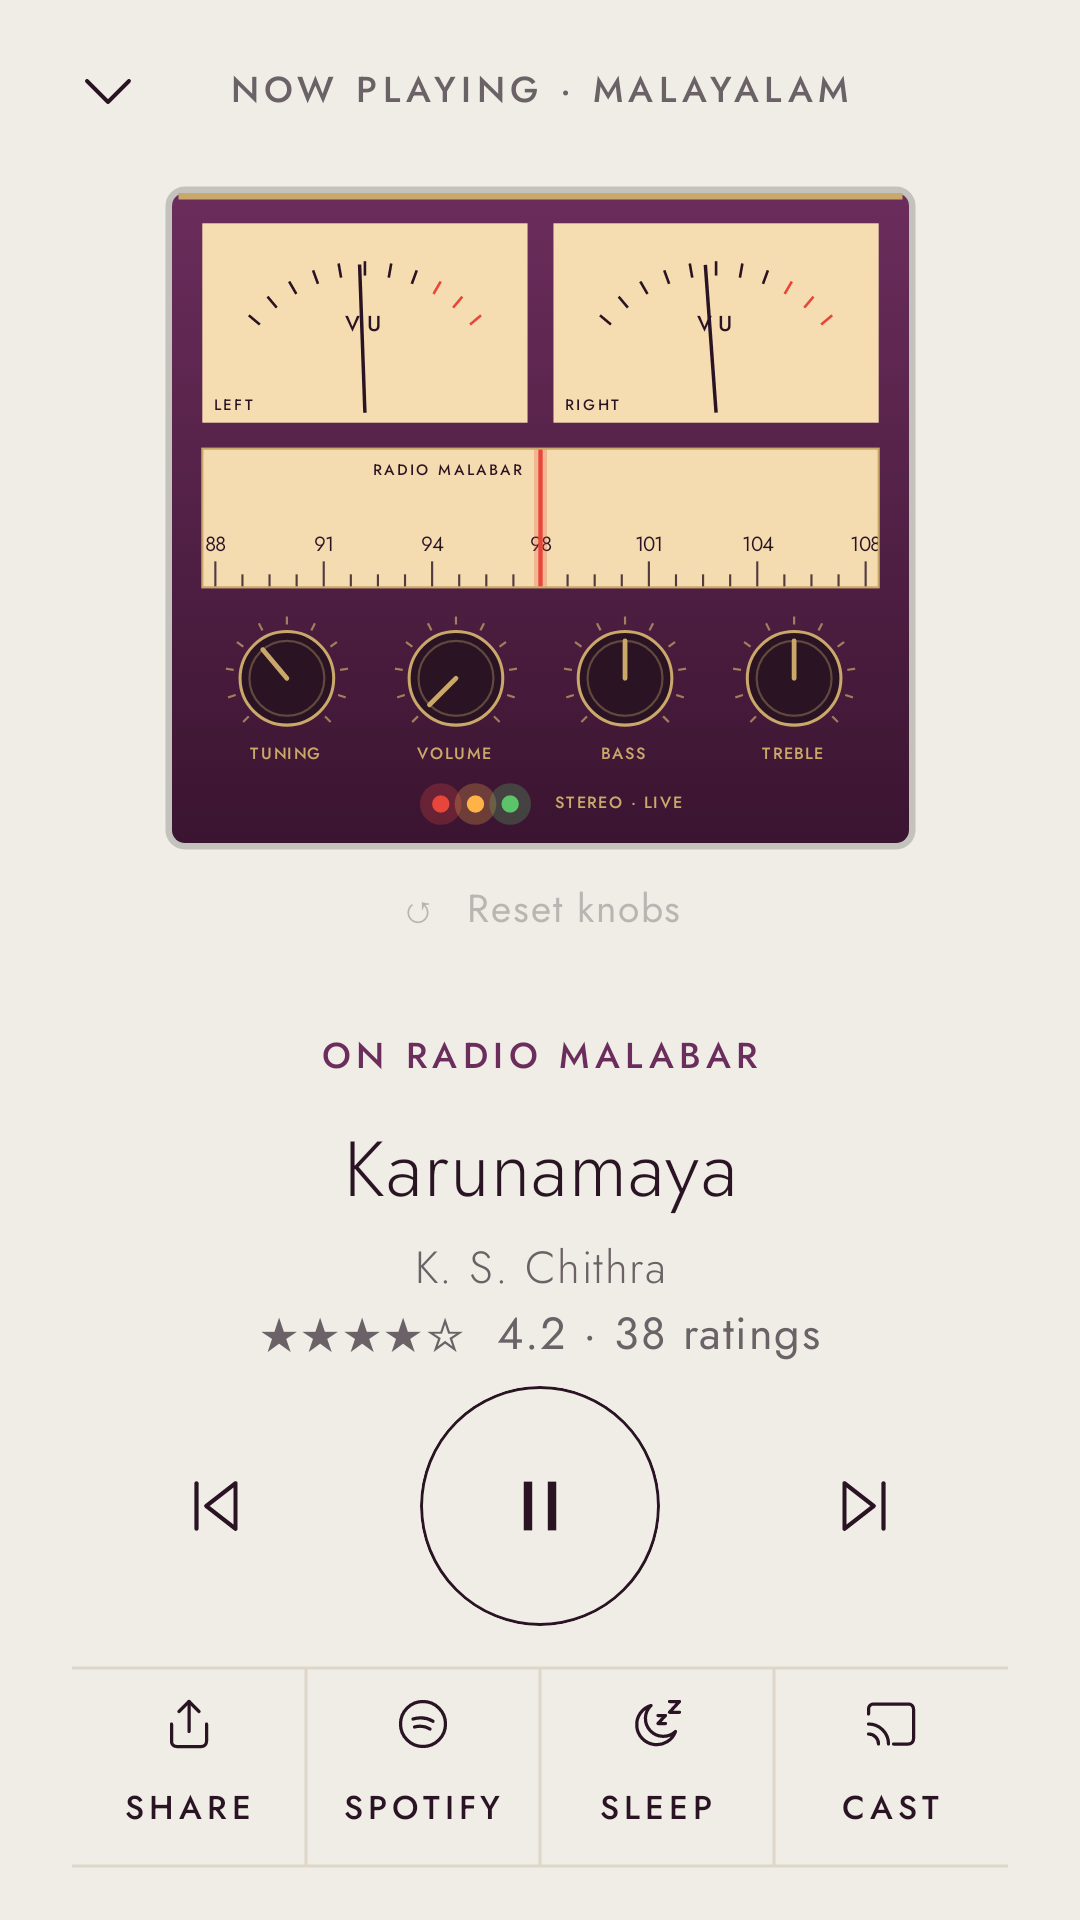 NOW PLAYING · MALAYALAM
VU
VU
LEFT
RIGHT
RADIO MALABAR
88 91 94 98 101 104 108
TUNING VOLUME BASS TREBLE
STEREO · LIVE
Reset knobs
ON RADIO MALABAR
Karunamaya
K. S. Chithra
★★★★☆ 4.2 · 38 ratings
SHARE SPOTIFY SLEEP CAST